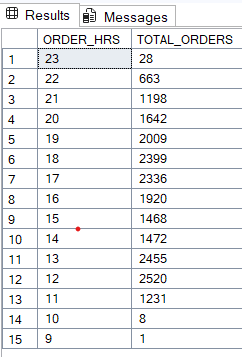 Results Messages
ORDER_HRS TOTAL_ORDERS
1 23 28
2 22 663
3 21 1198
4 20 1642
5 19 2009
6 18 2399
7 17 2336
8 16 1920
9 15 1468
10 14 1472
11 13 2455
12 12 2520
13 11 1231
14 10 8
15 9 1